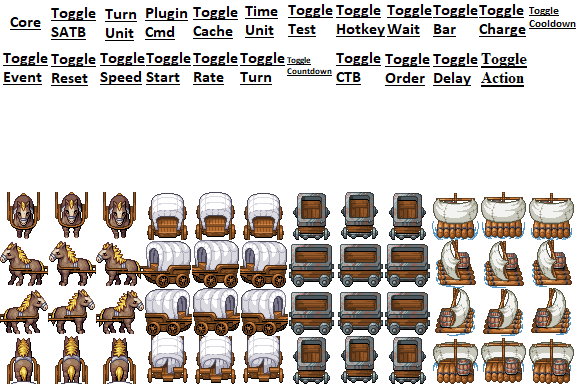 Core Toggle SATB Turn Unit Plugin Cmd Toggle Cache Time Unit Toggle Test Toggle Hotkey Toggle Wait Toggle Bar Toggle Charge Toggle Cooldown
Toggle Event Toggle Reset Toggle Speed Toggle Start Toggle Rate Toggle Turn Toggle Countdown Toggle CTB Toggle Order Toggle Delay Toggle Action